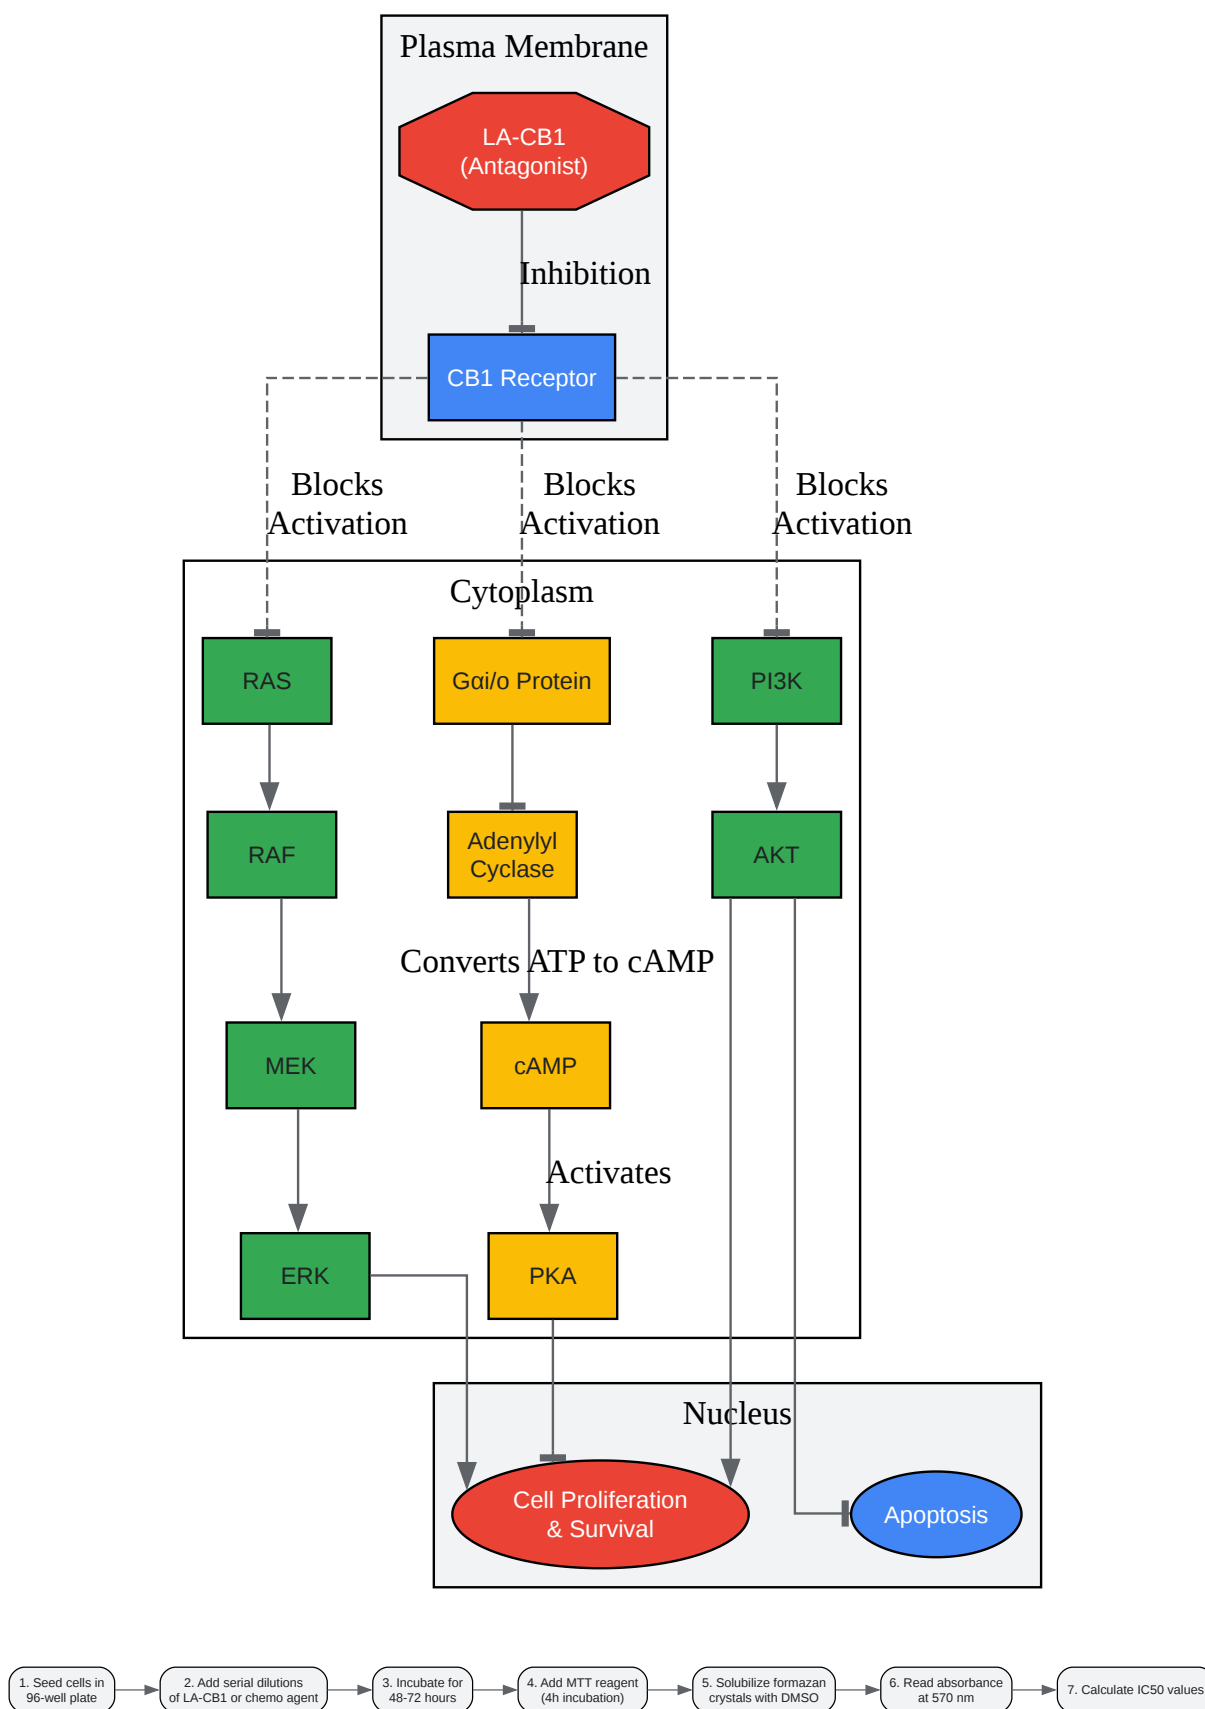 Plasma Membrane
LA-CB1
(Antagonist)
Inhibition
CB1 Receptor
Blocks
Activation
Blocks
Activation
Blocks
Activation
Cytoplasm
RAS
Gαi/o Protein
PI3K
RAF
Adenylyl
Cyclase
AKT
Converts ATP to cAMP
MEK
cAMP
Activates
ERK
PKA
Nucleus
Cell Proliferation
& Survival
Apoptosis
1. Seed cells in
96-well plate
2. Add serial dilutions
of LA-CB1 or chemo agent
3. Incubate for
48-72 hours
4. Add MTT reagent
(4h incubation)
5. Solubilize formazan
crystals with DMSO
6. Read absorbance
at 570 nm
7. Calculate IC50 values